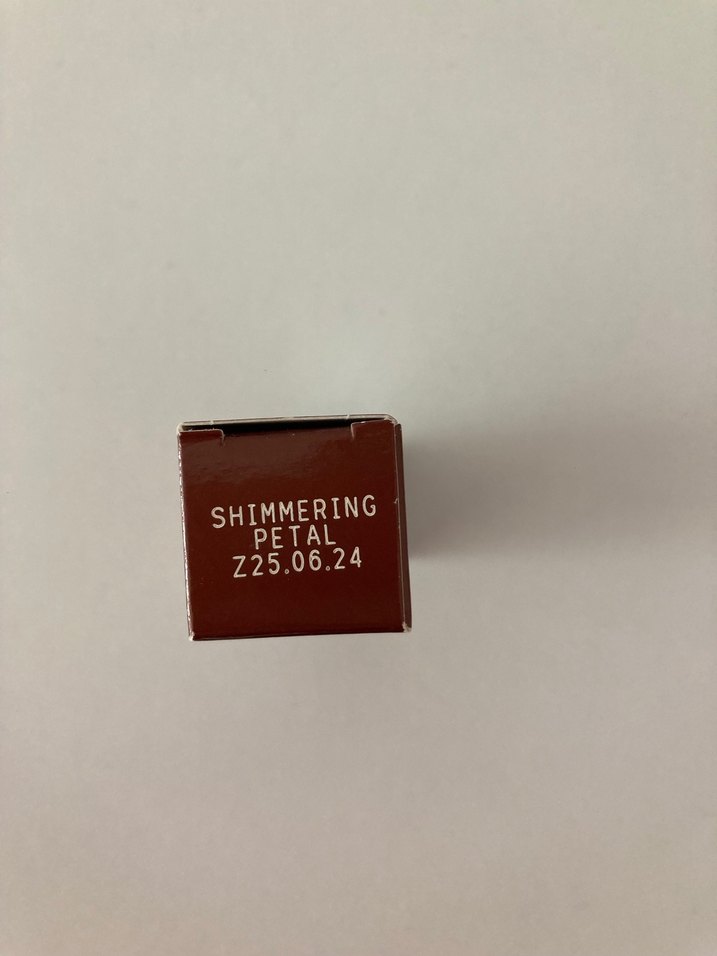 SHIMMERING
PETAL
Z25.06.24